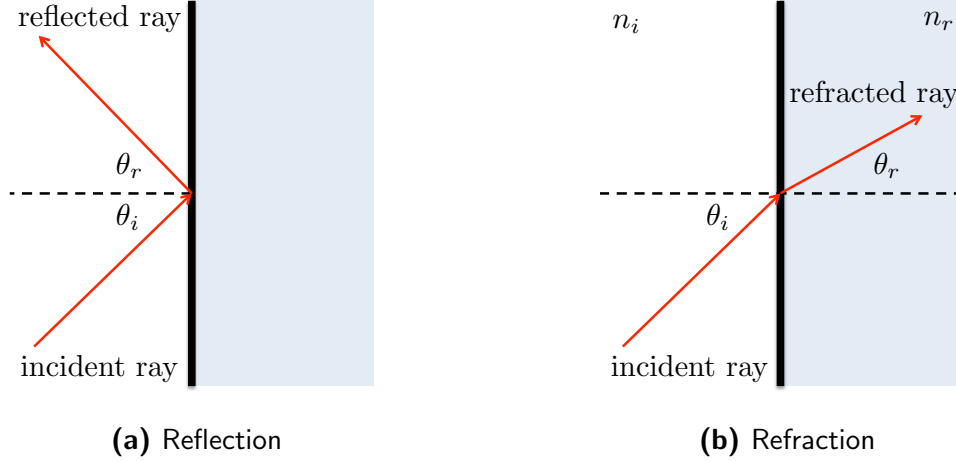 reflected ray
θr
θi
incident ray
(a) Reflection
ni
nr
refracted ray
θr
θi
incident ray
(b) Refraction